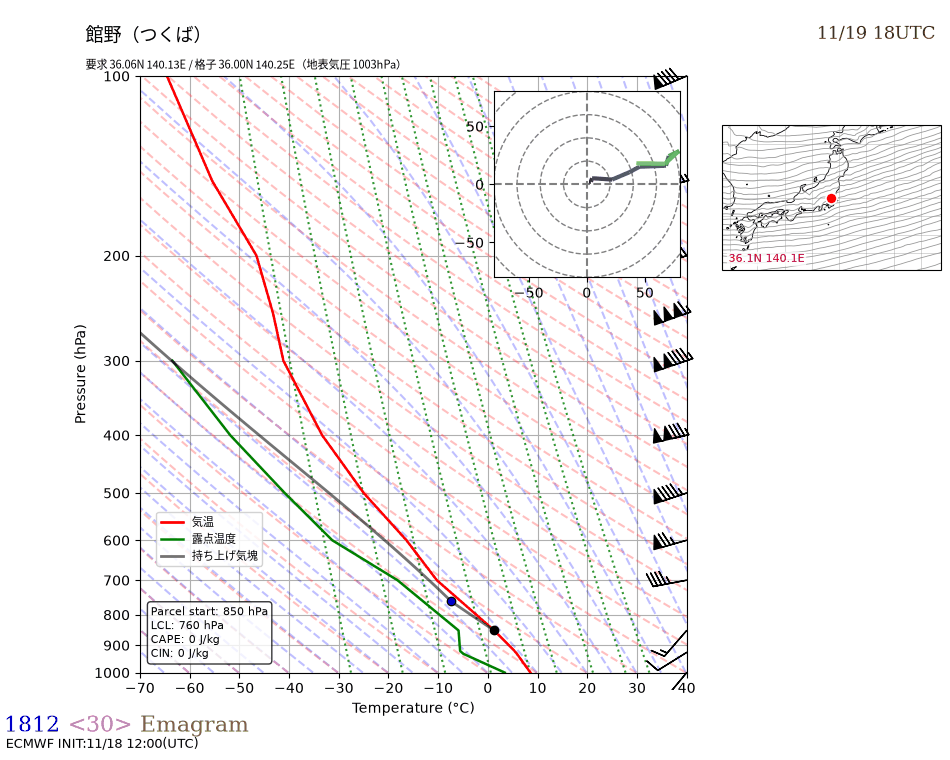 館野（つくば）
11/19 18UTC
要求 36.06N 140.13E / 格子 36.00N 140.25E（地表気圧 1003hPa）
100
200
300
400
500
600
700
800
900
1000
Pressure (hPa)
−70 −60 −50 −40 −30 −20 −10 0 10 20 30 40
Temperature (°C)
50
0
−50
−50 0 50
36.1N 140.1E
気温
露点温度
持ち上げ気塊
Parcel start: 850 hPa
LCL: 760 hPa
CAPE: 0 J/kg
CIN: 0 J/kg
1812 <30> Emagram
ECMWF INIT:11/18 12:00(UTC)